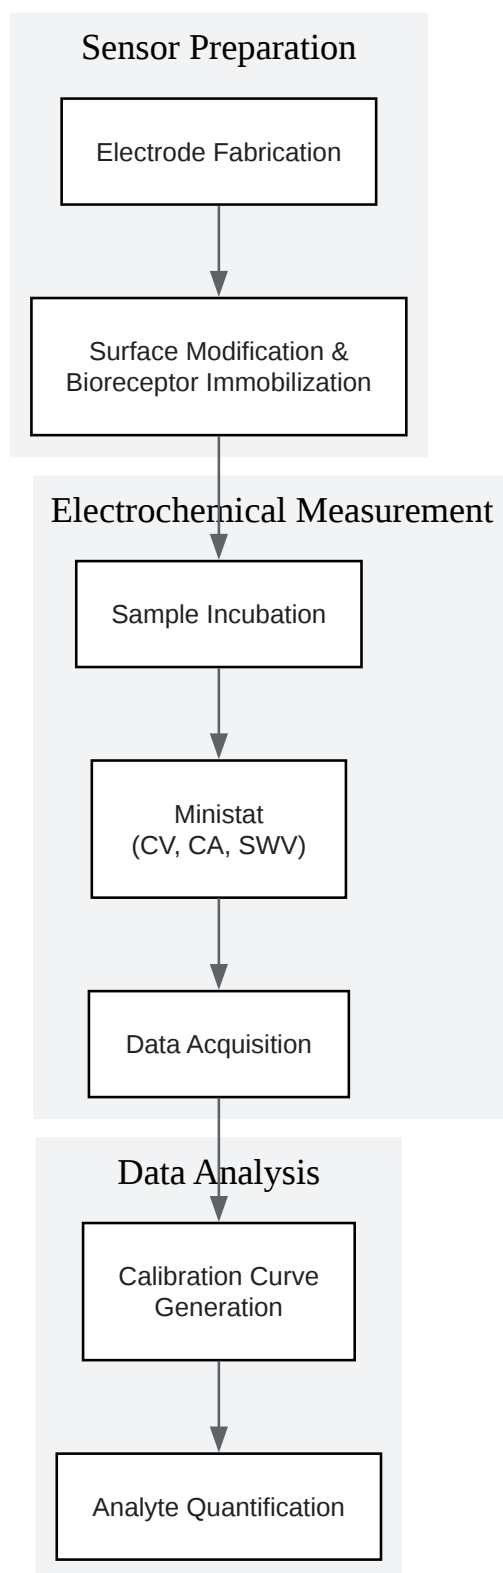 Sensor Preparation
Electrode Fabrication
Surface Modification &
Bioreceptor Immobilization
Electrochemical Measurement
Sample Incubation
Ministat
(CV, CA, SWV)
Data Acquisition
Data Analysis
Calibration Curve
Generation
Analyte Quantification